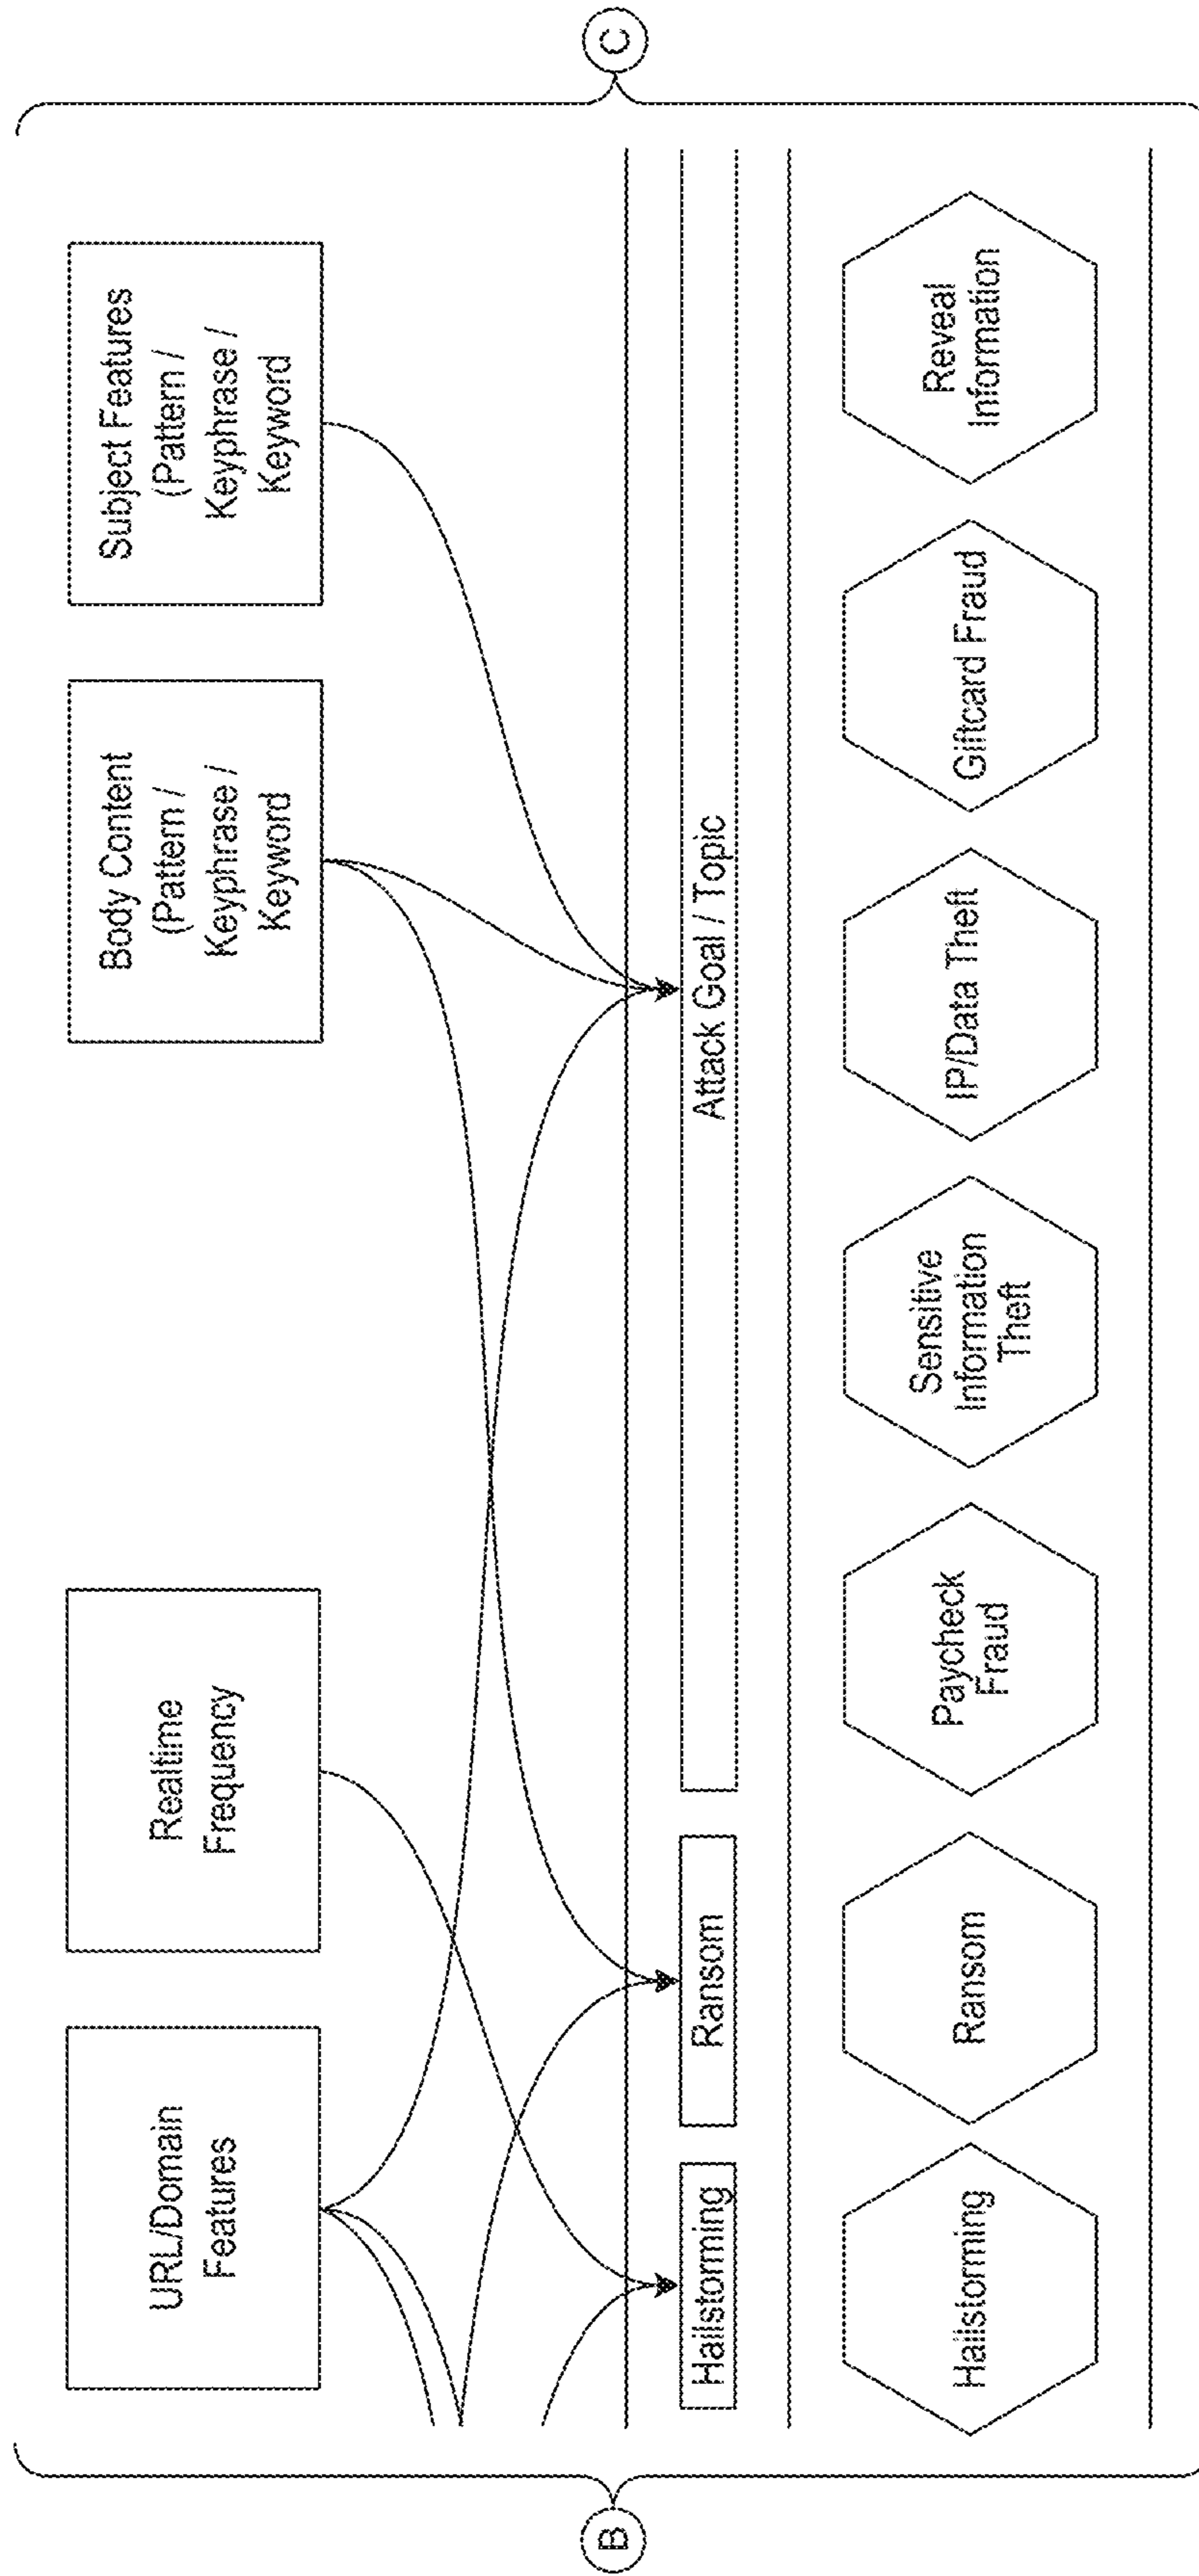 B
URL/Domain
Features
Realtime
Frequency
Body Content
(Pattern /
Keyphrase /
Keyword
Subject Features
(Pattern /
Keyphrase /
Keyword
Hailstorming
Ransom
Attack Goal / Topic
Hailstorming
Ransom
Paycheck
Fraud
Sensitive
Information
Theft
IP/Data Theft
Giftcard Fraud
Reveal
Information
C